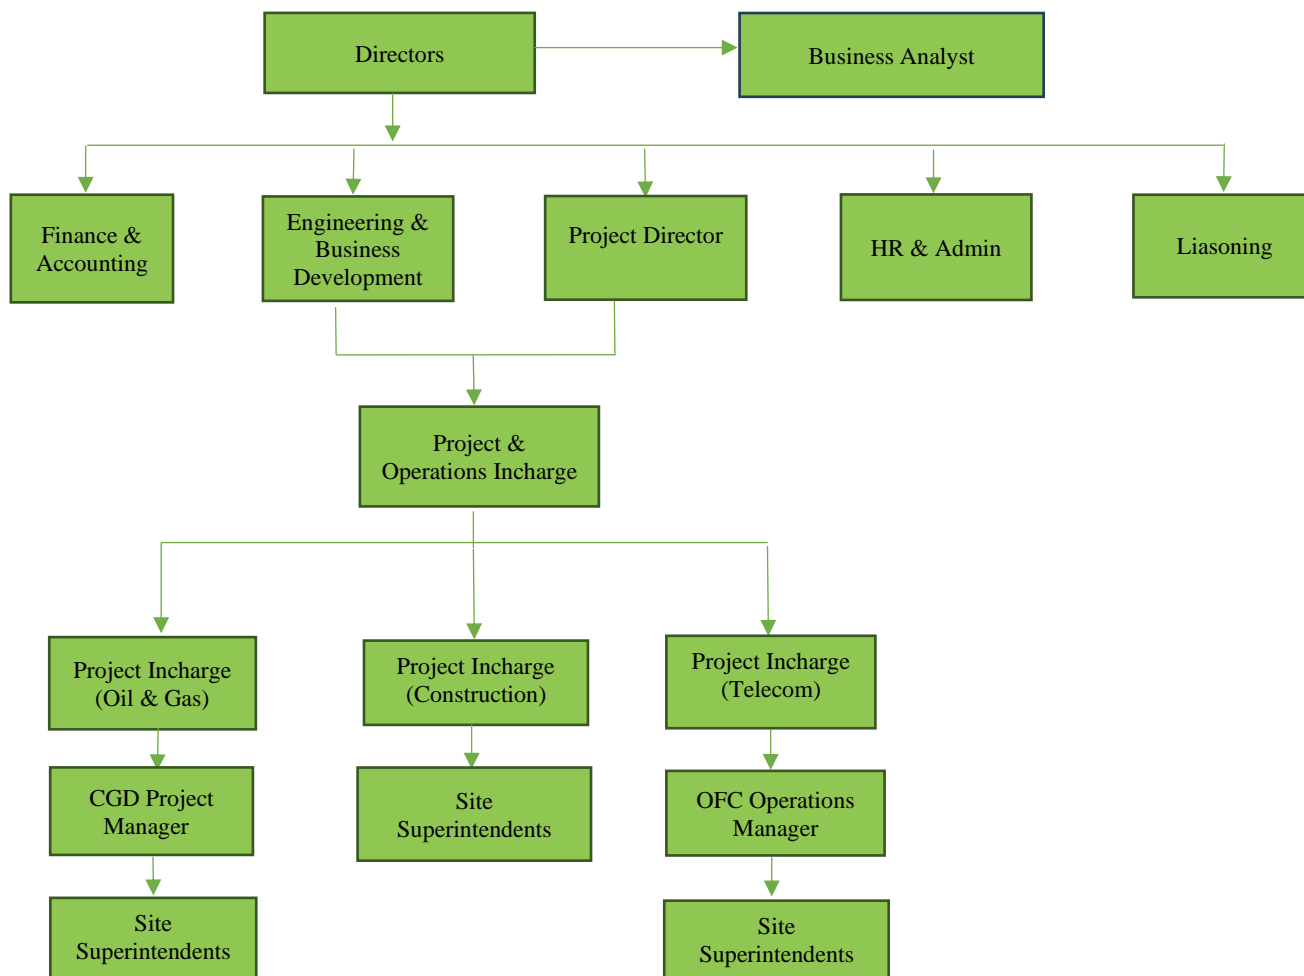 Directors
Business Analyst
Finance &
Accounting
Engineering &
Business
Development
Project Director
HR & Admin
Liasoning
Project &
Operations Incharge
Project Incharge
(Oil & Gas)
Project Incharge
(Construction)
Project Incharge
(Telecom)
CGD Project
Manager
Site
Superintendents
OFC Operations
Manager
Site
Superintendents
Site
Superintendents